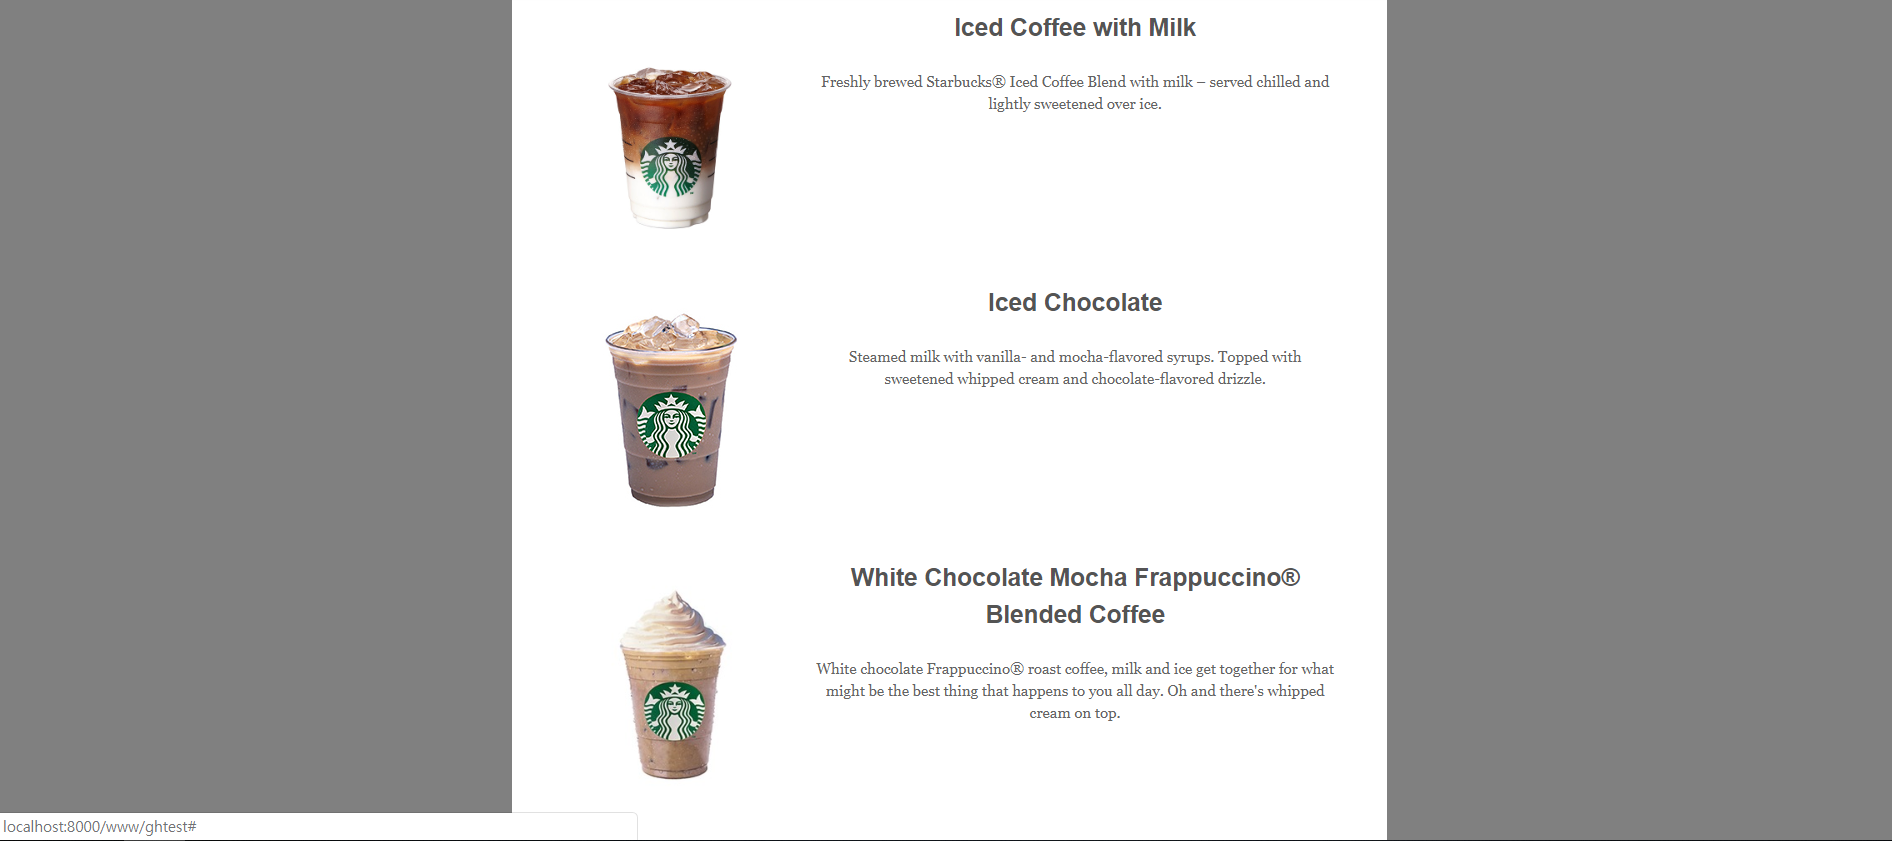 Iced Coffee with Milk
Freshly brewed Starbucks® Iced Coffee Blend with milk – served chilled and
lightly sweetened over ice.
Iced Chocolate
Steamed milk with vanilla- and mocha-flavored syrups. Topped with
sweetened whipped cream and chocolate-flavored drizzle.
White Chocolate Mocha Frappuccino®
Blended Coffee
White chocolate Frappuccino® roast coffee, milk and ice get together for what
might be the best thing that happens to you all day. Oh and there's whipped
cream on top.
localhost:8000/www/ghtest#